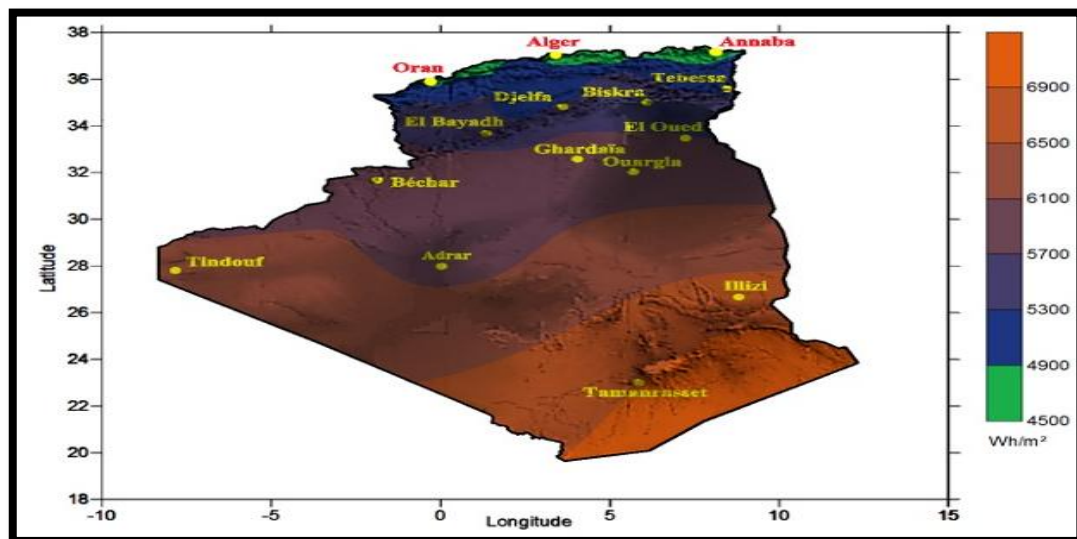 38
36
34
32
30
28
26
24
22
20
18
Latitude
-10
-5
0
5
10
15
Longitude
Alger
Annaba
Oran
Tebessa
Djelfa
Biskra
El Bayadh
El Oued
Ghardaïa
Ouargla
Béchar
Adrar
Tindouf
Illizi
Tamanrasset
6900
6500
6100
5700
5300
4900
4500
Wh/m²